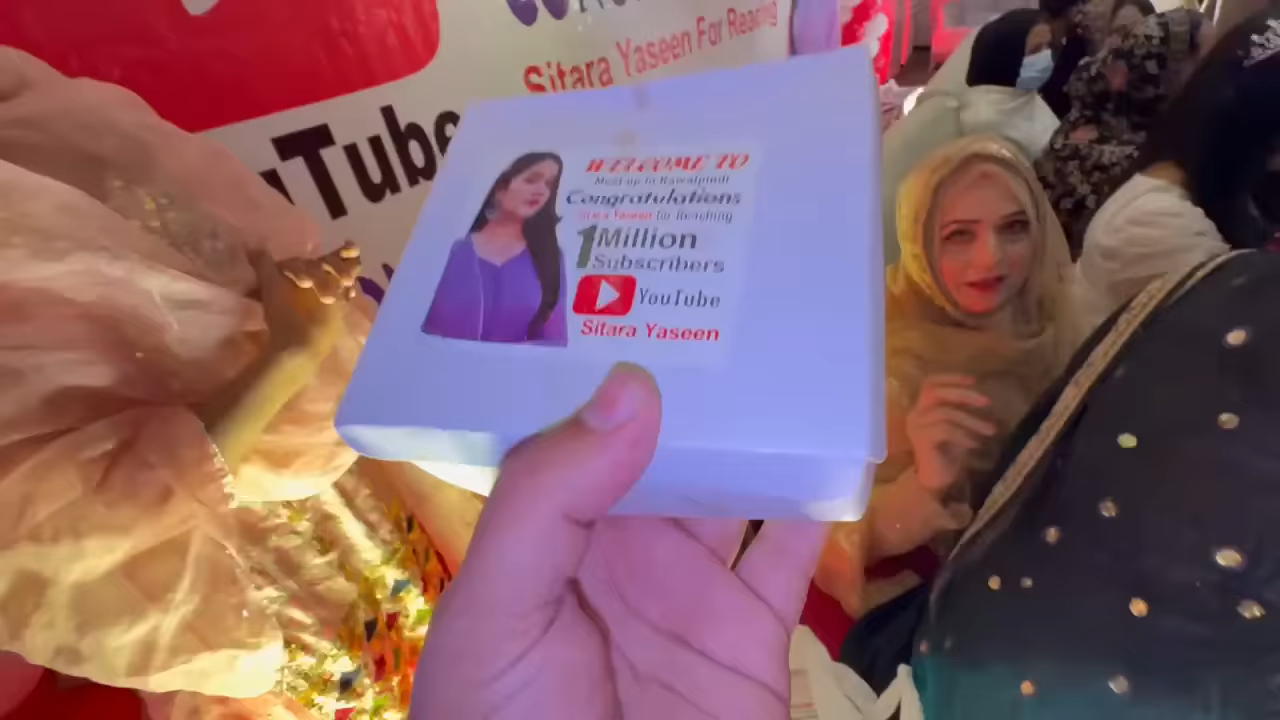 Sitara Yaseen For Reaching
uTube
WELCOME TO
Meet up in Rawalpindi
Congratulations
Sitara Yaseen for Reaching
1Million
Subscribers
YouTube
Sitara Yaseen